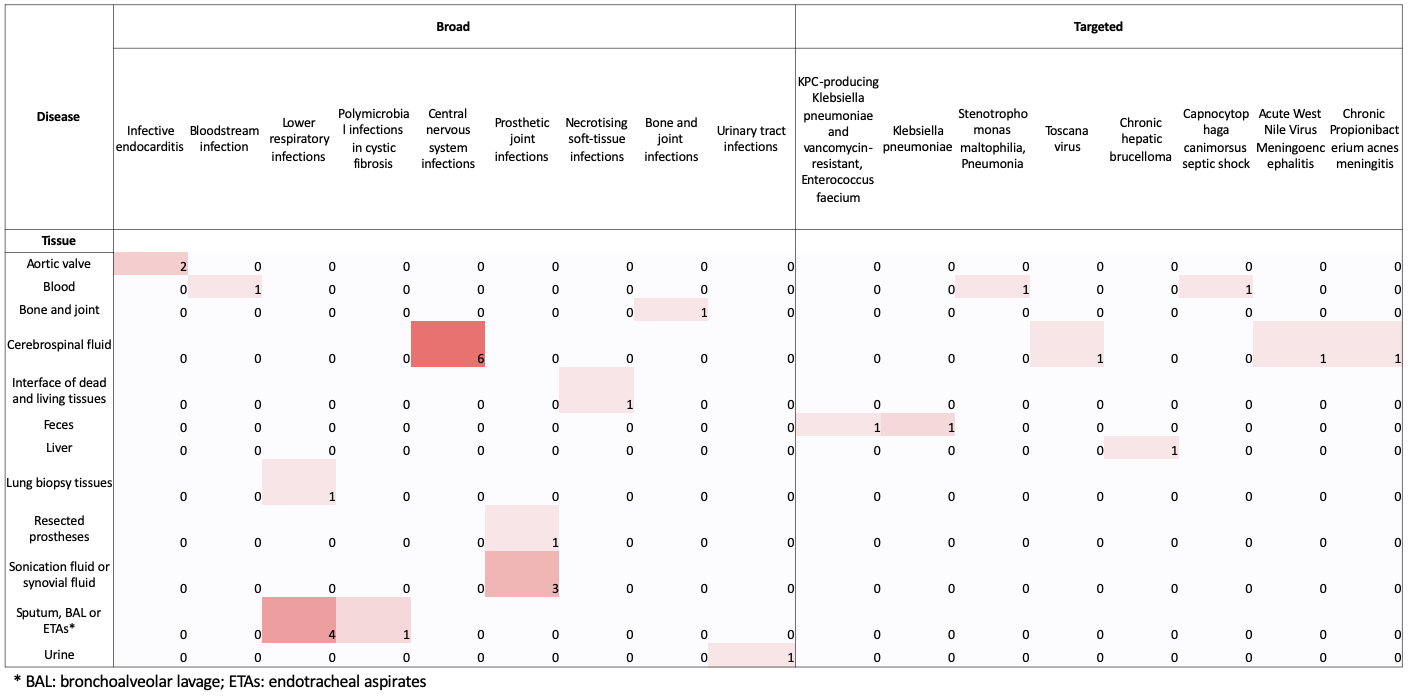 Disease Broad Targeted
Infective endocarditis Bloodstream infection Lower respiratory infections Polymicrobia l infections in cystic fibrosis Central nervous system infections Prosthetic joint infections Necrotising soft-tissue infections Bone and joint infections Urinary tract infections KPC-producing Klebsiella pneumoniae and vancomycin-resistant, Enterococcus faecium Klebsiella pneumoniae Stenotropho monas maltophilia, Pneumonia Toscana virus Chronic hepatic brucelloma Capnocytop haga canimorsus septic shock Acute West Nile Virus Meningoenc ephalitis Chronic Propionibact erium acnes meningitis
Tissue
Aortic valve 2 0 0 0 0 0 0 0 0 0 0 0 0 0 0 0 0
Blood 0 1 0 0 0 0 0 0 0 0 0 1 0 0 1 0 0
Bone and joint 0 0 0 0 0 0 0 1 0 0 0 0 0 0 0 0 0
Cerebrospinal fluid 0 0 0 0 6 0 0 0 0 0 0 0 1 0 0 1 1
Interface of dead and living tissues 0 0 0 0 0 0 1 0 0 0 0 0 0 0 0 0 0
Feces 0 0 0 0 0 0 0 0 0 1 1 0 0 0 0 0 0
Liver 0 0 0 0 0 0 0 0 0 0 0 0 0 1 0 0 0
Lung biopsy tissues 0 0 1 0 0 0 0 0 0 0 0 0 0 0 0 0 0
Resected prostheses 0 0 0 0 0 1 0 0 0 0 0 0 0 0 0 0 0
Sonication fluid or synovial fluid 0 0 0 0 0 3 0 0 0 0 0 0 0 0 0 0 0
Sputum, BAL or ETAs* 0 0 4 1 0 0 0 0 0 0 0 0 0 0 0 0 0
Urine 0 0 0 0 0 0 0 0 1 0 0 0 0 0 0 0 0
* BAL: bronchoalveolar lavage; ETAs: endotracheal aspirates